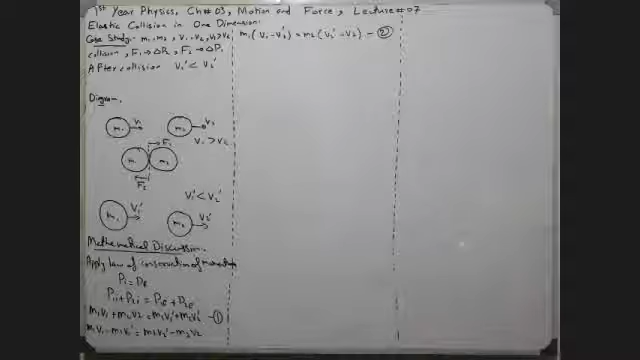 1st Year Physics, Ch#03, Motion and Force, Lecture#07
Elastic Collision in One Dimension:
Case Study:- m1, m2, V1, V2, V1>V2
collision, F1→ΔP1, F2→ΔP2
After collision V1'<V2'
Diagram.
m1 V1 m2 V2
V1>V2
F1
m1 m2
F2
V1'<V2'
m1 V1' m2 V2'
Mathematical Discussion.
Apply law of conservation of
Pi = Pf
P1i+P2i = P1f+P2f
m1V1+m2V2=m1V1'+m2V2' -①
m1V1-m1V1'=m2V2'-m2V2
m1(V1-V1')=m2(V2'-V2)-②